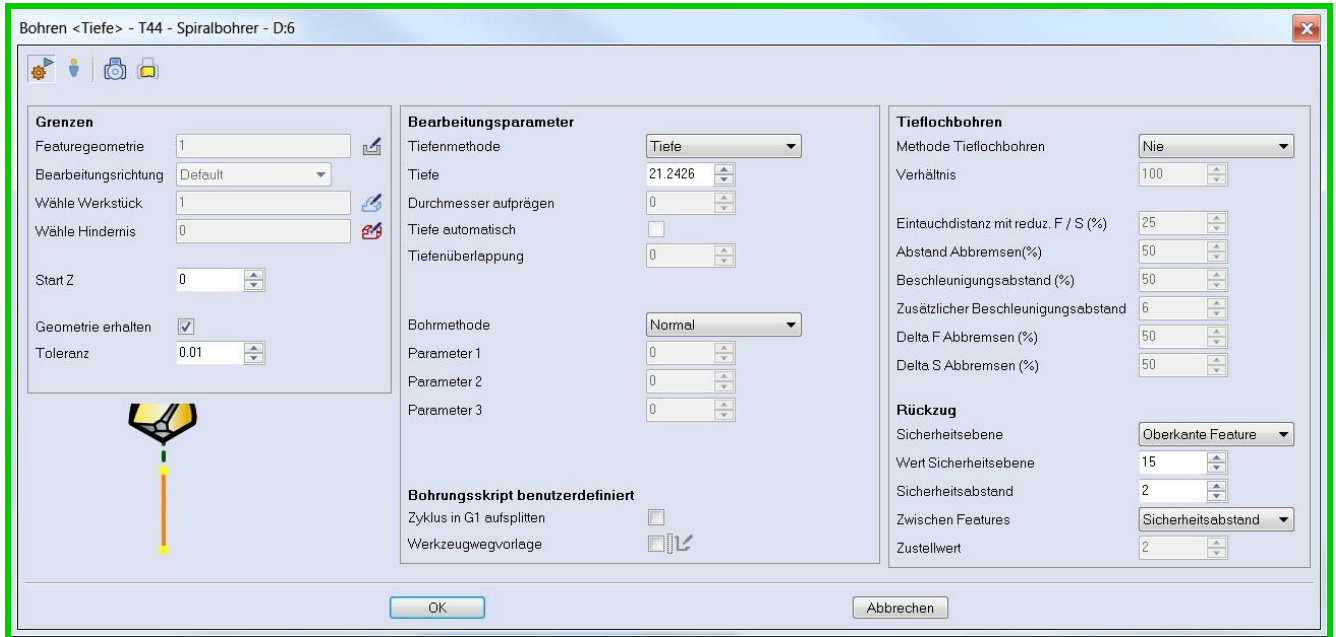 Bohren <Tiefe> - T44 - Spiralbohrer - D:6
Grenzen
Featuregeometrie 1
Bearbeitungsrichtung Default
Wähle Werkstück 1
Wähle Hindernis 0
Start Z 0
Geometrie erhalten
Toleranz 0.01
Bearbeitungsparameter
Tiefenmethode Tiefe
Tiefe 21.2426
Durchmesser aufprägen 0
Tiefe automatisch
Tiefenüberlappung 0
Bohrmethode Normal
Parameter 1 0
Parameter 2 0
Parameter 3 0
Bohrungsskript benutzerdefiniert
Zyklus in G1 aufsplitten
Werkzeugwegvorlage
Tieflochbohren
Methode Tieflochbohren Nie
Verhältnis 100
Eintauchdistanz mit reduz. F / S (%) 25
Abstand Abbremsen(%) 50
Beschleunigungsabstand (%) 50
Zusätzlicher Beschleunigungsabstand 6
Delta F Abbremsen (%) 50
Delta S Abbremsen (%) 50
Rückzug
Sicherheitsebene Oberkante Feature
Wert Sicherheitsebene 15
Sicherheitsabstand 2
Zwischen Features Sicherheitsabstand
Zustellwert 2
OK
Abbrechen